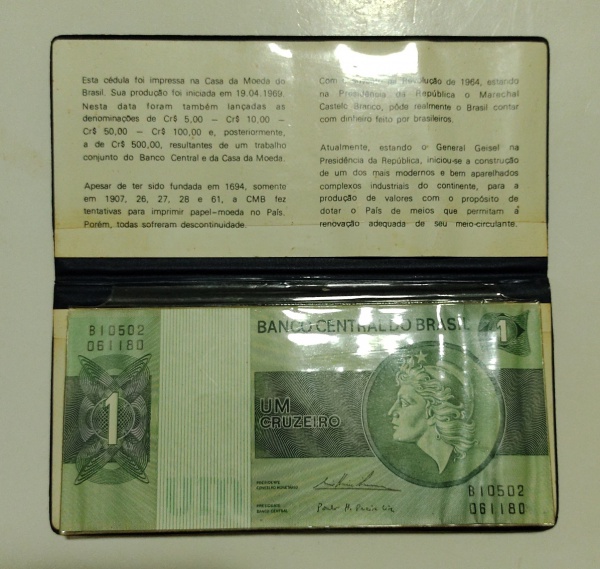 Esta cédula foi impressa na Casa da Moeda do
Brasil. Sua produção foi iniciada em 19.04.1969.
Nesta data foram também lançadas as
denominações de Cr$ 5,00 — Cr$ 10,00 —
Cr$ 50,00 — Cr$ 100,00 e, posteriormente,
a de Cr$ 500,00, resultantes de um trabalho
conjunto do Banco Central e da Casa da Moeda.
Apesar de ter sido fundada em 1694, somente
em 1907, 26, 27, 28 e 61, a CMB fez
tentativas para imprimir papel-moeda no País.
Porém, todas sofreram descontinuidade.
Com Revolução de 1964, estando
na Presidência da República o Marechal
Castelo Branco, pôde realmente o Brasil contar
com dinheiro feito por brasileiros.
Atualmente, estando o General Geisel na
Presidência da República, iniciou-se a construção
de um dos mais modernos e bem aparelhados
complexos industriais do continente, para a
produção de valores com o propósito de
dotar o País de meios que permitam a
renovação adequada de seu meio-circulante.
B10502
061180
BANCO CENTRAL DO BRASIL
1
1
UM
CRUZEIRO
PRESIDENTE
CONSELHO MONETÁRIO
PRESIDENTE
BANCO CENTRAL
B10502
061180